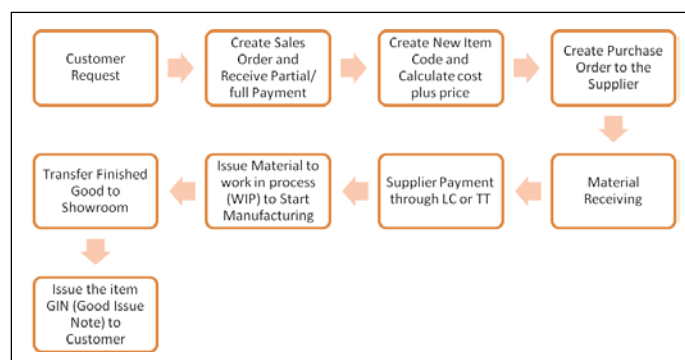 Customer
Request
Create Sales
Order and
Receive Partial/
full Payment
Create New Item
Code and
Calculate cost
plus price
Create Purchase
Order to the
Supplier
Material
Receiving
Supplier Payment
through LC or TT
Issue Material to
work in process
(WIP) to Start
Manufacturing
Transfer Finished
Good to
Showroom
Issue the item
GIN (Good Issue
Note) to
Customer